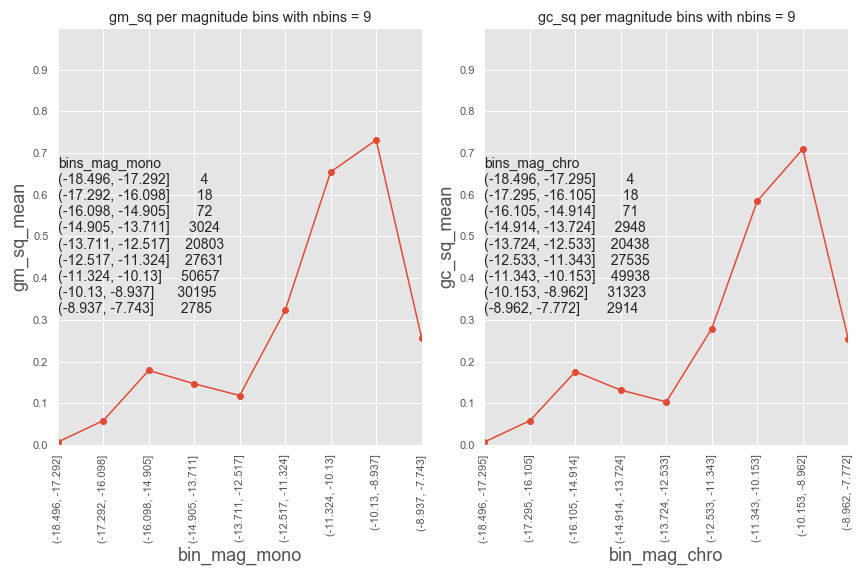 gm_sq per magnitude bins with nbins = 9
0.9
0.8
0.7
0.6
0.5
0.4
0.3
0.2
0.1
0.0
gm_sq_mean
bins_mag_mono
(-18.496, -17.292] 4
(-17.292, -16.098] 18
(-16.098, -14.905] 72
(-14.905, -13.711] 3024
(-13.711, -12.517] 20803
(-12.517, -11.324] 27631
(-11.324, -10.13] 50657
(-10.13, -8.937] 30195
(-8.937, -7.743] 2785
(-18.496, -17.292]
(-17.292, -16.098]
(-16.098, -14.905]
(-14.905, -13.711]
(-13.711, -12.517]
(-12.517, -11.324]
(-11.324, -10.13]
(-10.13, -8.937]
(-8.937, -7.743]
bin_mag_mono
gc_sq per magnitude bins with nbins = 9
0.9
0.8
0.7
0.6
0.5
0.4
0.3
0.2
0.1
0.0
gc_sq_mean
bins_mag_chro
(-18.496, -17.295] 4
(-17.295, -16.105] 18
(-16.105, -14.914] 71
(-14.914, -13.724] 2948
(-13.724, -12.533] 20438
(-12.533, -11.343] 27535
(-11.343, -10.153] 49938
(-10.153, -8.962] 31323
(-8.962, -7.772] 2914
(-18.496, -17.295]
(-17.295, -16.105]
(-16.105, -14.914]
(-14.914, -13.724]
(-13.724, -12.533]
(-12.533, -11.343]
(-11.343, -10.153]
(-10.153, -8.962]
(-8.962, -7.772]
bin_mag_chro